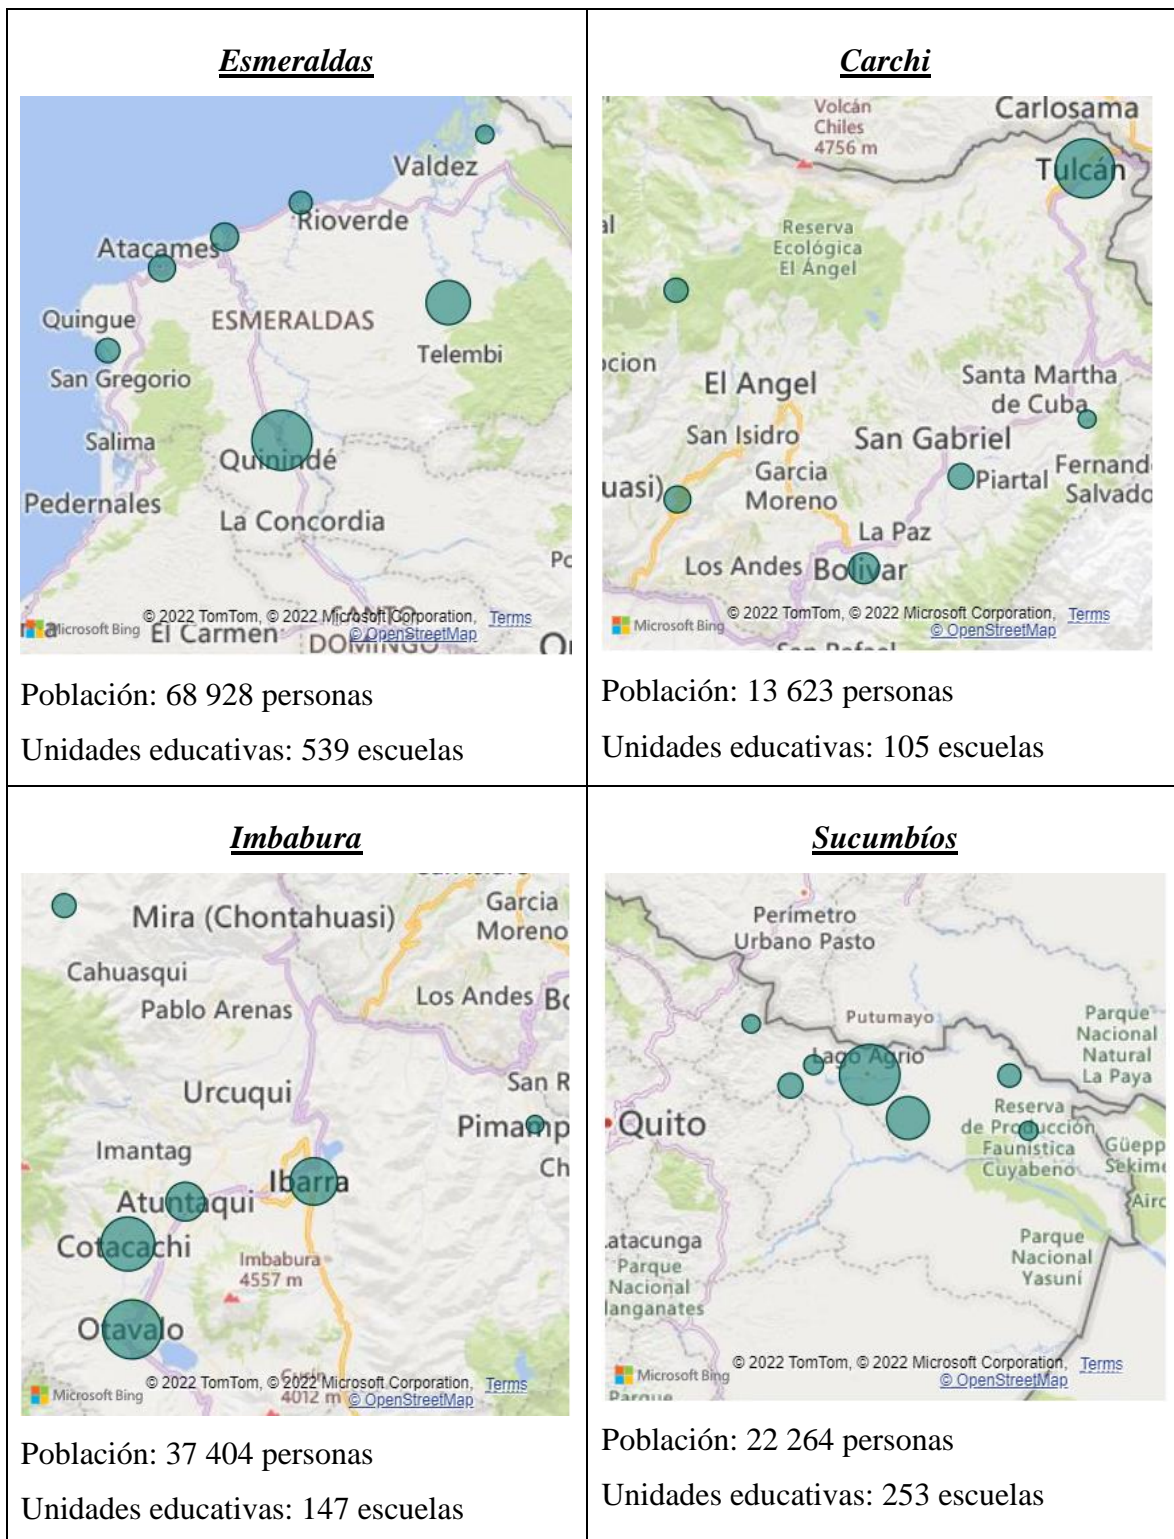 Esmeraldas
Valdez
Rioverde
Atacames
Quingue
ESMERALDAS
Telembi
San Gregorio
Salima
Quinindé
Pedernales
La Concordia
© 2022 TomTom, © 2022 Microsoft Corporation, Terms
Microsoft Bing
El Carmen
© OpenStreetMap
Población: 68 928 personas
Unidades educativas: 539 escuelas
Carchi
Volcán
Chiles
4756 m
Carlosama
Tulcán
Reserva
Ecológica
El Ángel
El Angel
Santa Martha
de Cuba
San Isidro
San Gabriel
Garcia
Moreno
Piartal
La Paz
Los Andes
Bolivar
© 2022 TomTom, © 2022 Microsoft Corporation, Terms
Microsoft Bing
© OpenStreetMap
Población: 13 623 personas
Unidades educativas: 105 escuelas
Imbabura
Garcia
Moreno
Mira (Chontahuasi)
Cahuasqui
Los Andes
Pablo Arenas
Urcuqui
Imantag
Ibarra
Atuntaqui
Cotacachi
Imbabura
4557 m
Otavalo
© 2022 TomTom, © 2022 Microsoft Corporation, Terms
Microsoft Bing
4012 m
© OpenStreetMap
Población: 37 404 personas
Unidades educativas: 147 escuelas
Sucumbíos
Perímetro
Urbano Pasto
Putumayo
Parque
Nacional
Natural
La Paya
Lago Agrio
Quito
Reserva
de Producción
Faunística
Cuyabeno
Parque
Nacional
Yasuní
Parque
Nacional
© 2022 TomTom, © 2022 Microsoft Corporation, Terms
Microsoft Bing
© OpenStreetMap
Población: 22 264 personas
Unidades educativas: 253 escuelas